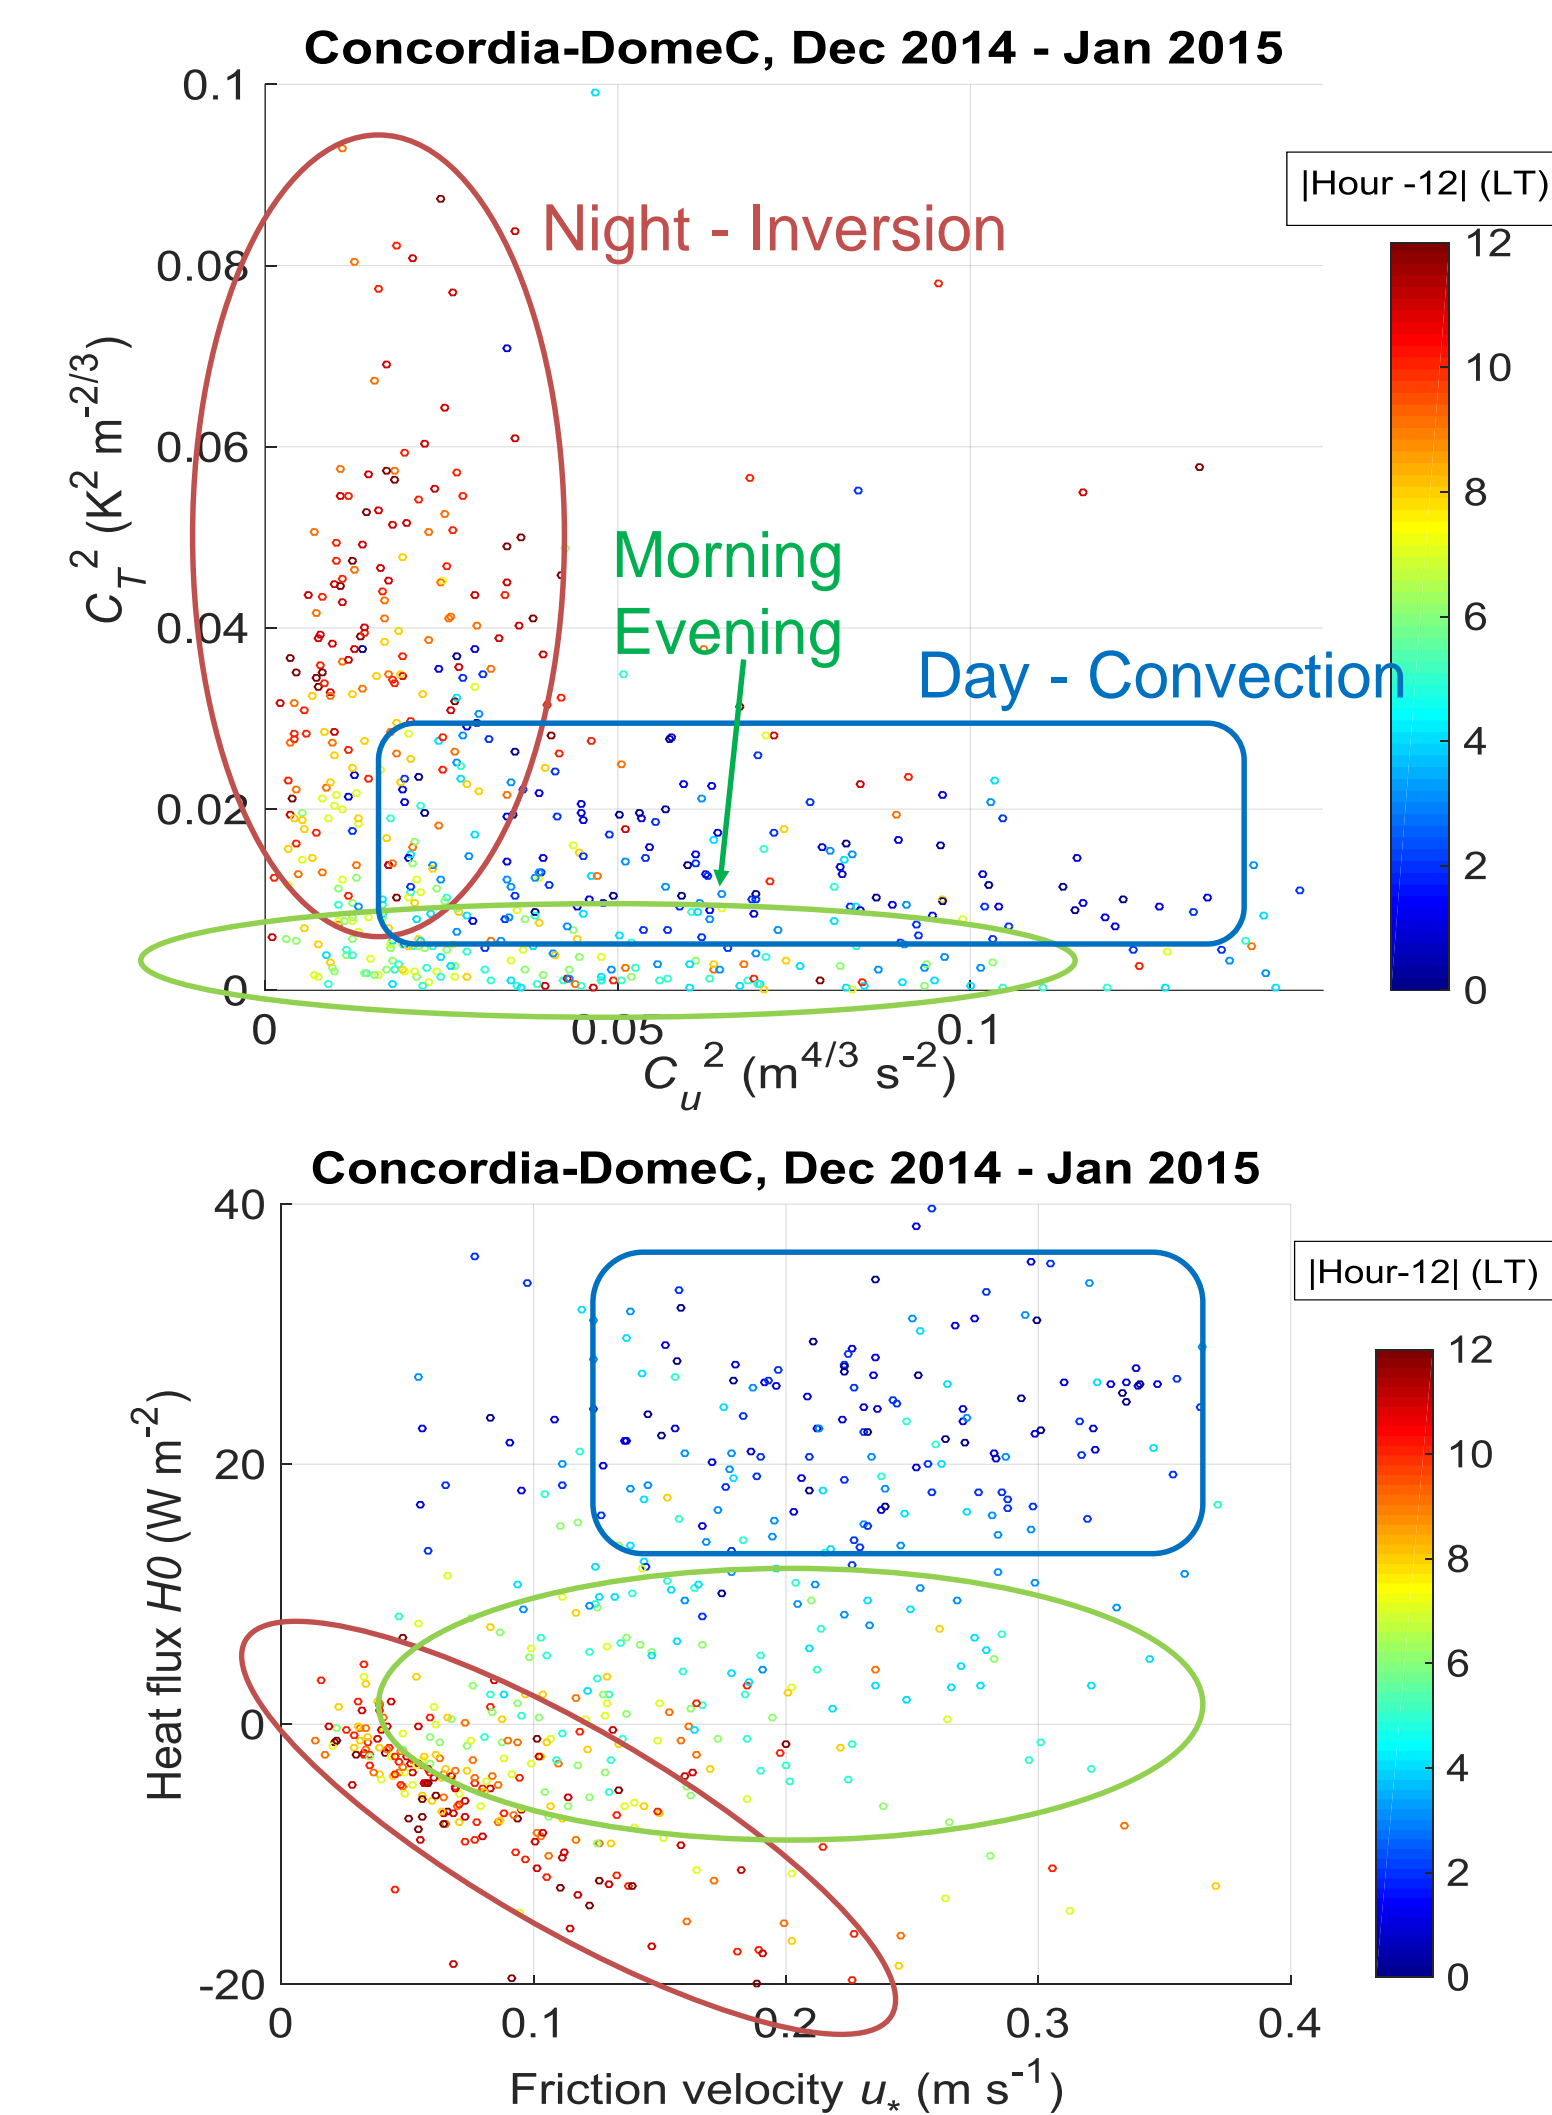 Concordia-DomeC, Dec 2014 - Jan 2015
0.1
0.08
0.06
0.04
0.02
0
C_T^2 (K^2 m^-2/3)
Night - Inversion
Morning
Evening
Day - Convection
|Hour -12| (LT)
12
10
8
6
4
2
0
0 0.05 0.1
C_u^2 (m^4/3 s^-2)
Concordia-DomeC, Dec 2014 - Jan 2015
40
20
0
-20
Heat flux H0 (W m^-2)
|Hour-12| (LT)
12
10
8
6
4
2
0
0 0.1 0.2 0.3 0.4
Friction velocity u_* (m s^-1)